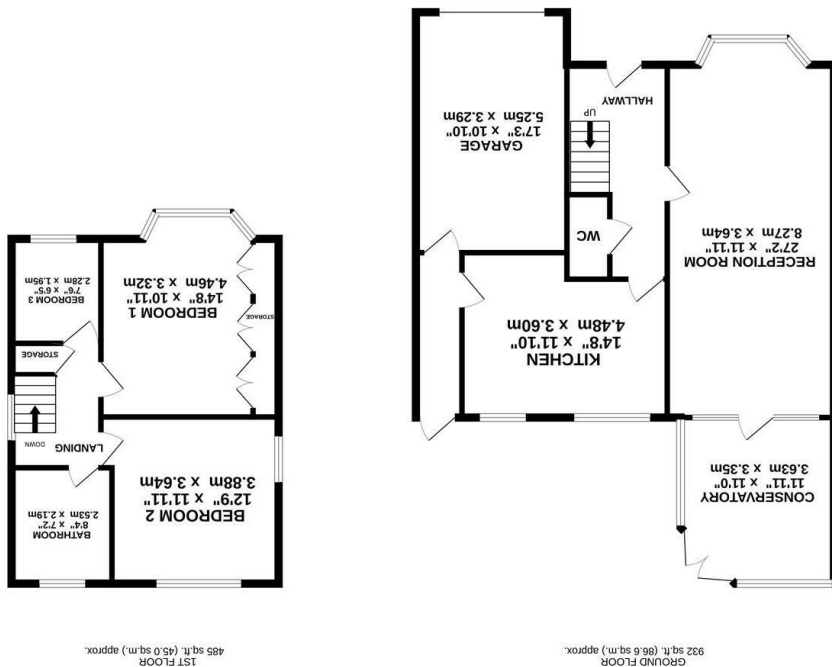 GROUND FLOOR
932 sq.ft. (86.6 sq.m.) approx.
1ST FLOOR
485 sq.ft. (45.0 sq.m.) approx.
CONSERVATORY
11'11" x 11'0"
3.63m x 3.35m
KITCHEN
14'8" x 11'10"
4.48m x 3.60m
RECEPTION ROOM
27'2" x 11'11"
8.27m x 3.64m
WC
UP
HALLWAY
GARAGE
17'3" x 10'10"
5.25m x 3.29m
BEDROOM 2
12'9" x 11'11"
3.88m x 3.64m
BATHROOM
8'4" x 7'2"
2.53m x 2.19m
LANDING
DOWN
STORAGE
BEDROOM 1
14'8" x 10'11"
4.46m x 3.32m
STORAGE
BEDROOM 3
7'6" x 6'5"
2.28m x 1.95m